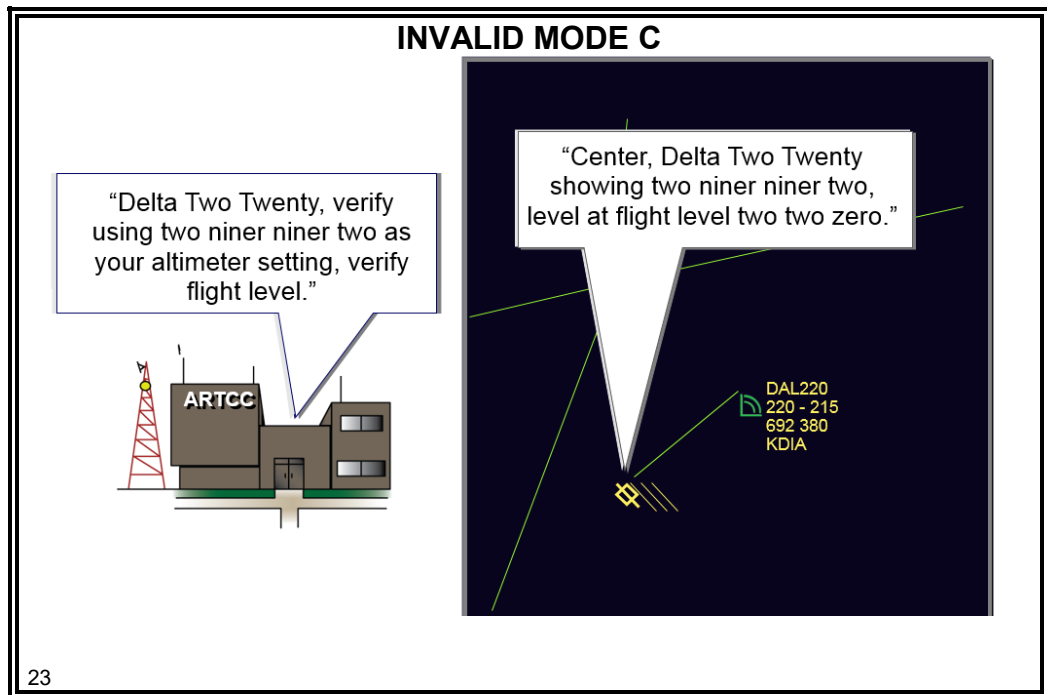 INVALID MODE C
“Delta Two Twenty, verify
using two niner niner two as
your altimeter setting, verify
flight level.”
“Center, Delta Two Twenty
showing two niner niner two,
level at flight level two two zero.”
ARTCC
DAL220
220 - 215
692 380
KDIA
23